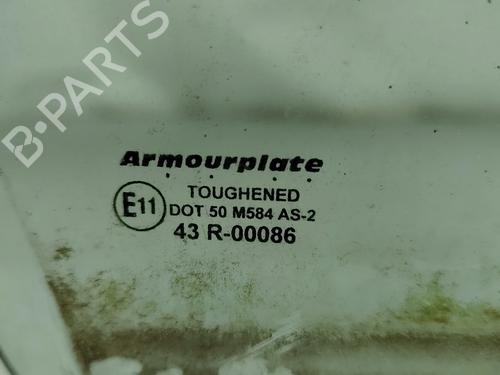 B-PARTS
Armourplate
TOUGHENED
E11
DOT 50 M584 AS-2
43 R-00086